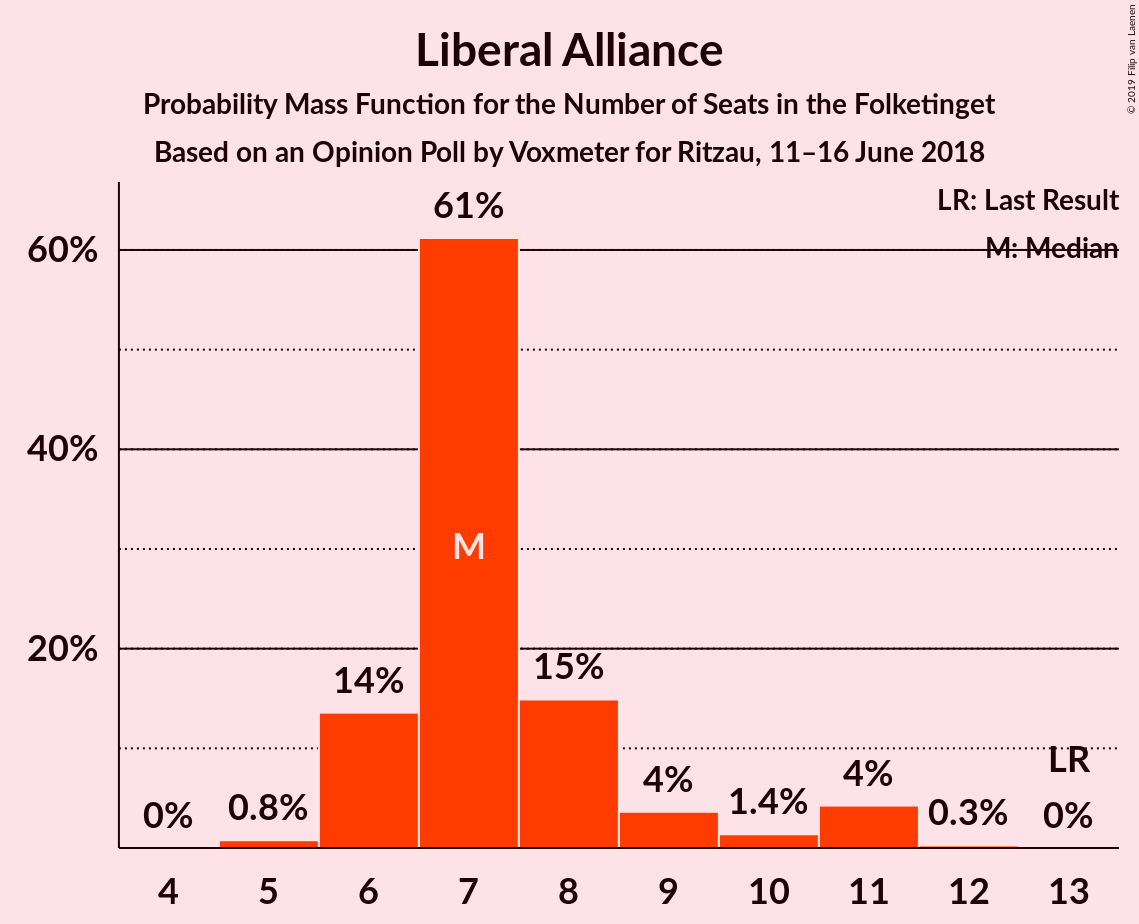 Liberal Alliance
Probability Mass Function for the Number of Seats in the Folketinget
Based on an Opinion Poll by Voxmeter for Ritzau, 11–16 June 2018
© 2019 Filip van Laenen
LR: Last Result
M: Median
60%
40%
20%
0%
0.8%
14%
61%
M
15%
4%
1.4%
4%
0.3%
LR
0%
4 5 6 7 8 9 10 11 12 13